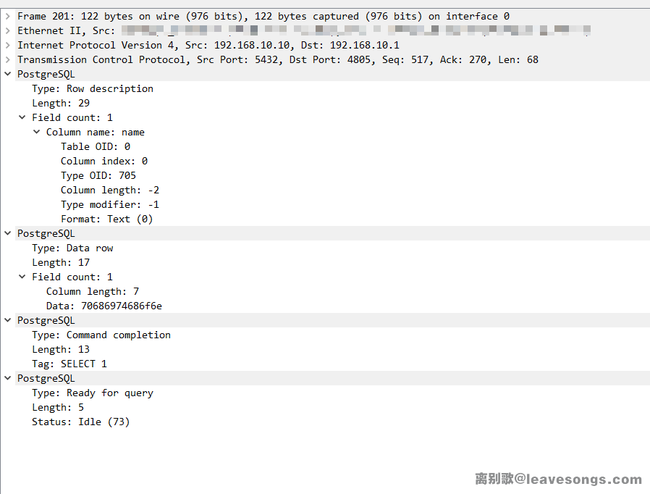 Frame 201: 122 bytes on wire (976 bits), 122 bytes captured (976 bits) on interface 0
Ethernet II, Src:
Internet Protocol Version 4, Src: 192.168.10.10, Dst: 192.168.10.1
Transmission Control Protocol, Src Port: 5432, Dst Port: 4805, Seq: 517, Ack: 270, Len: 68
PostgreSQL
Type: Row description
Length: 29
Field count: 1
Column name: name
Table OID: 0
Column index: 0
Type OID: 705
Column length: -2
Type modifier: -1
Format: Text (0)
PostgreSQL
Type: Data row
Length: 17
Field count: 1
Column length: 7
Data: 70686974686f6e
PostgreSQL
Type: Command completion
Length: 13
Tag: SELECT 1
PostgreSQL
Type: Ready for query
Length: 5
Status: Idle (73)
离别歌@leavesongs.com